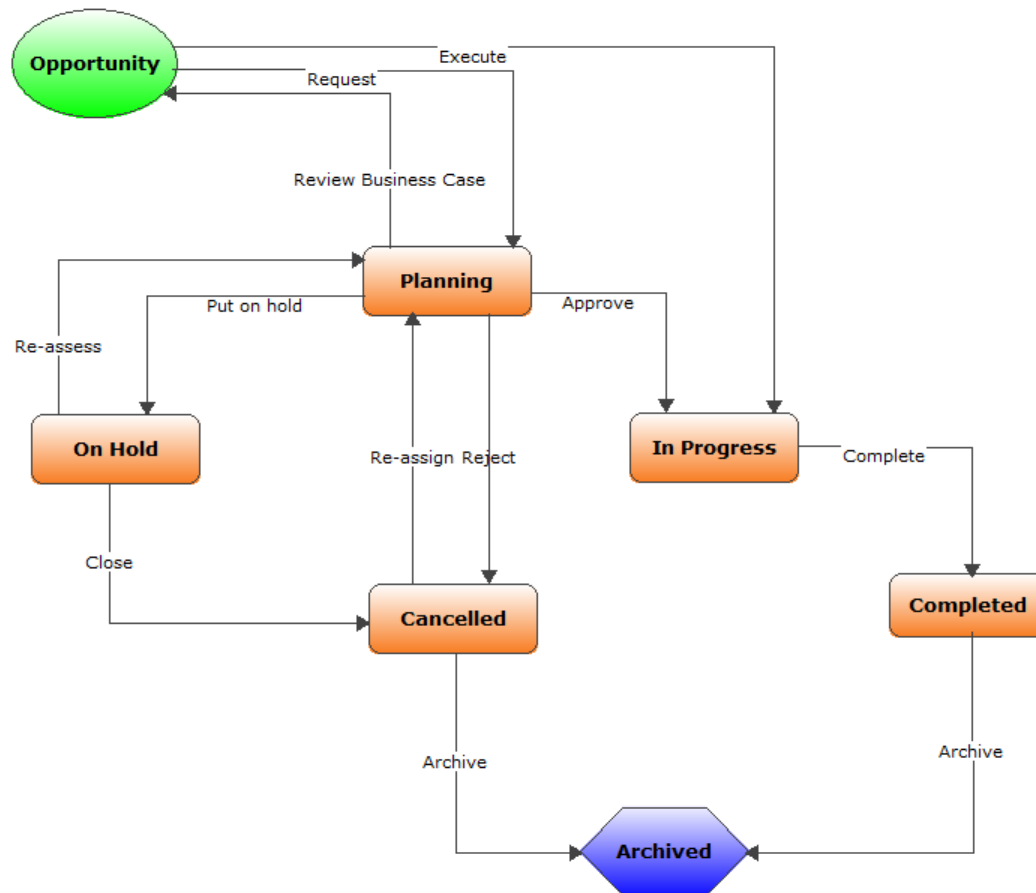 Opportunity
Execute
Request
Review Business Case
Planning
Put on hold
Approve
Re-assess
On Hold
Re-assign
Reject
In Progress
Complete
Close
Cancelled
Completed
Archive
Archive
Archived